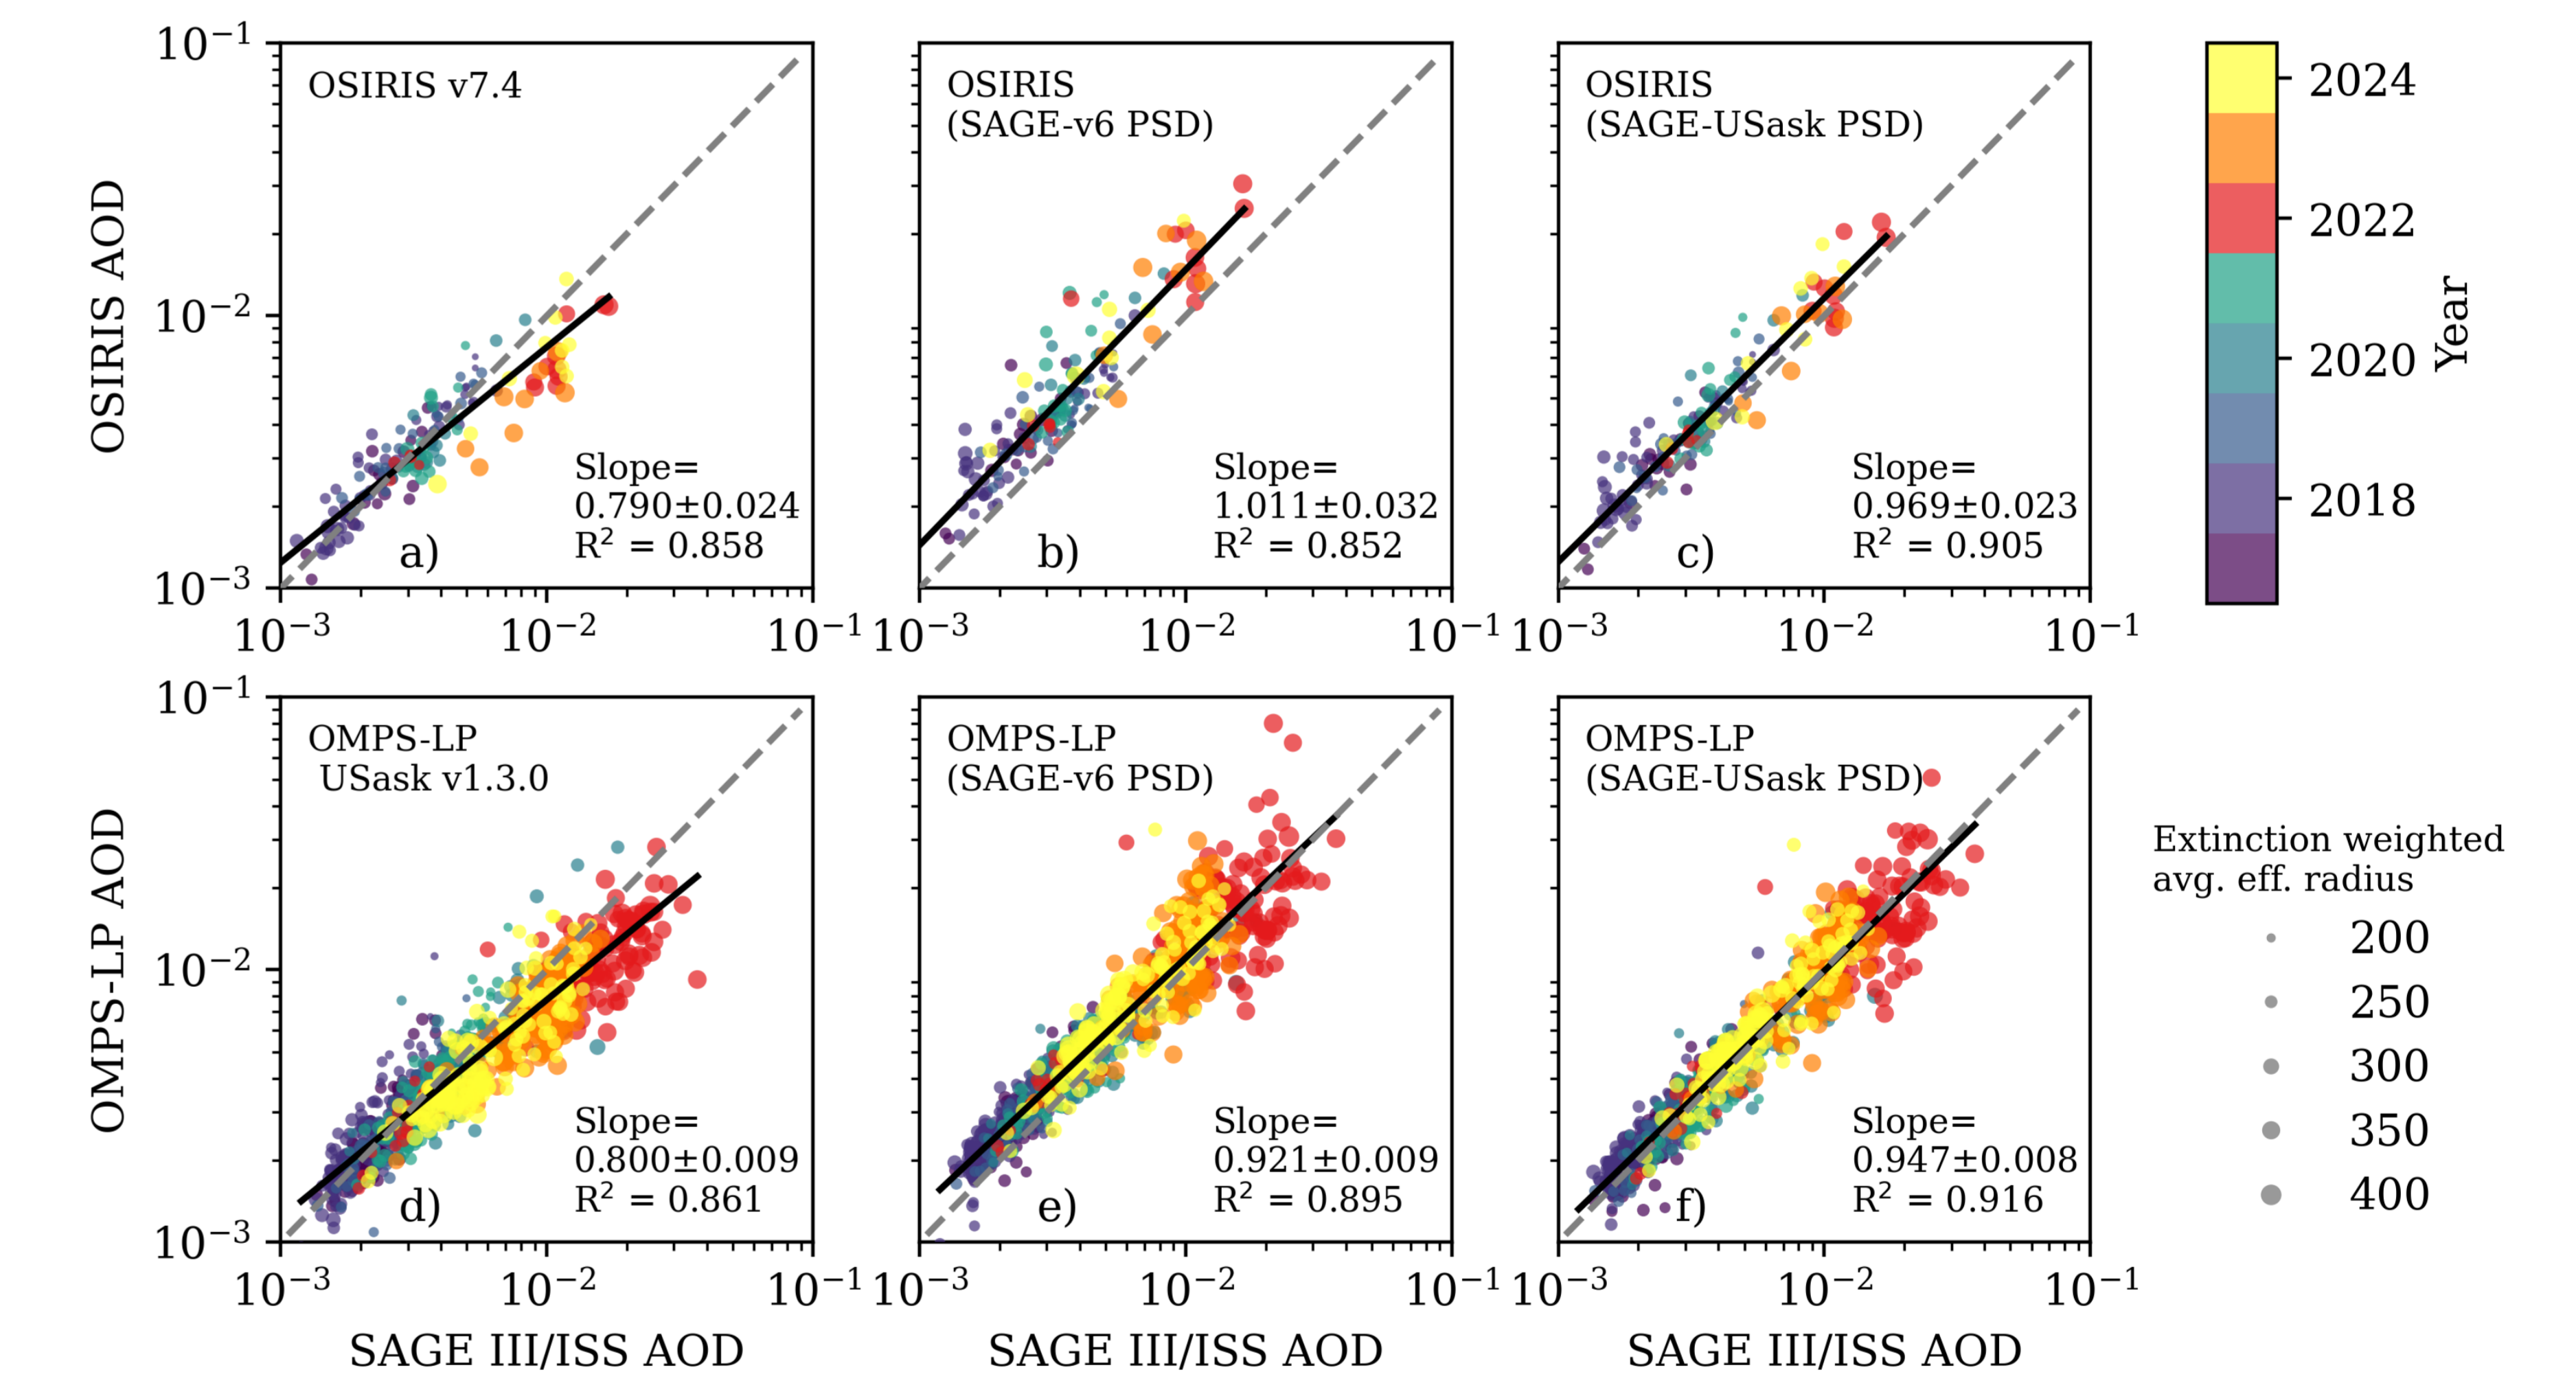 OSIRIS AOD
10⁻¹
10⁻²
10⁻³
OSIRIS v7.4
Slope=
0.790±0.024
R² = 0.858
a)
10⁻³ 10⁻² 10⁻¹
OSIRIS
(SAGE-v6 PSD)
Slope=
1.011±0.032
R² = 0.852
b)
10⁻³ 10⁻² 10⁻¹
OSIRIS
(SAGE-USask PSD)
Slope=
0.969±0.023
R² = 0.905
c)
10⁻³ 10⁻² 10⁻¹
2024
2022
2020
2018
Year
OMPS-LP AOD
10⁻¹
10⁻²
10⁻³
OMPS-LP
USask v1.3.0
Slope=
0.800±0.009
R² = 0.861
d)
10⁻³ 10⁻² 10⁻¹
SAGE III/ISS AOD
OMPS-LP
(SAGE-v6 PSD)
Slope=
0.921±0.009
R² = 0.895
e)
10⁻³ 10⁻² 10⁻¹
SAGE III/ISS AOD
OMPS-LP
(SAGE-USask PSD)
Slope=
0.947±0.008
R² = 0.916
f)
10⁻³ 10⁻² 10⁻¹
SAGE III/ISS AOD
Extinction weighted
avg. eff. radius
200
250
300
350
400